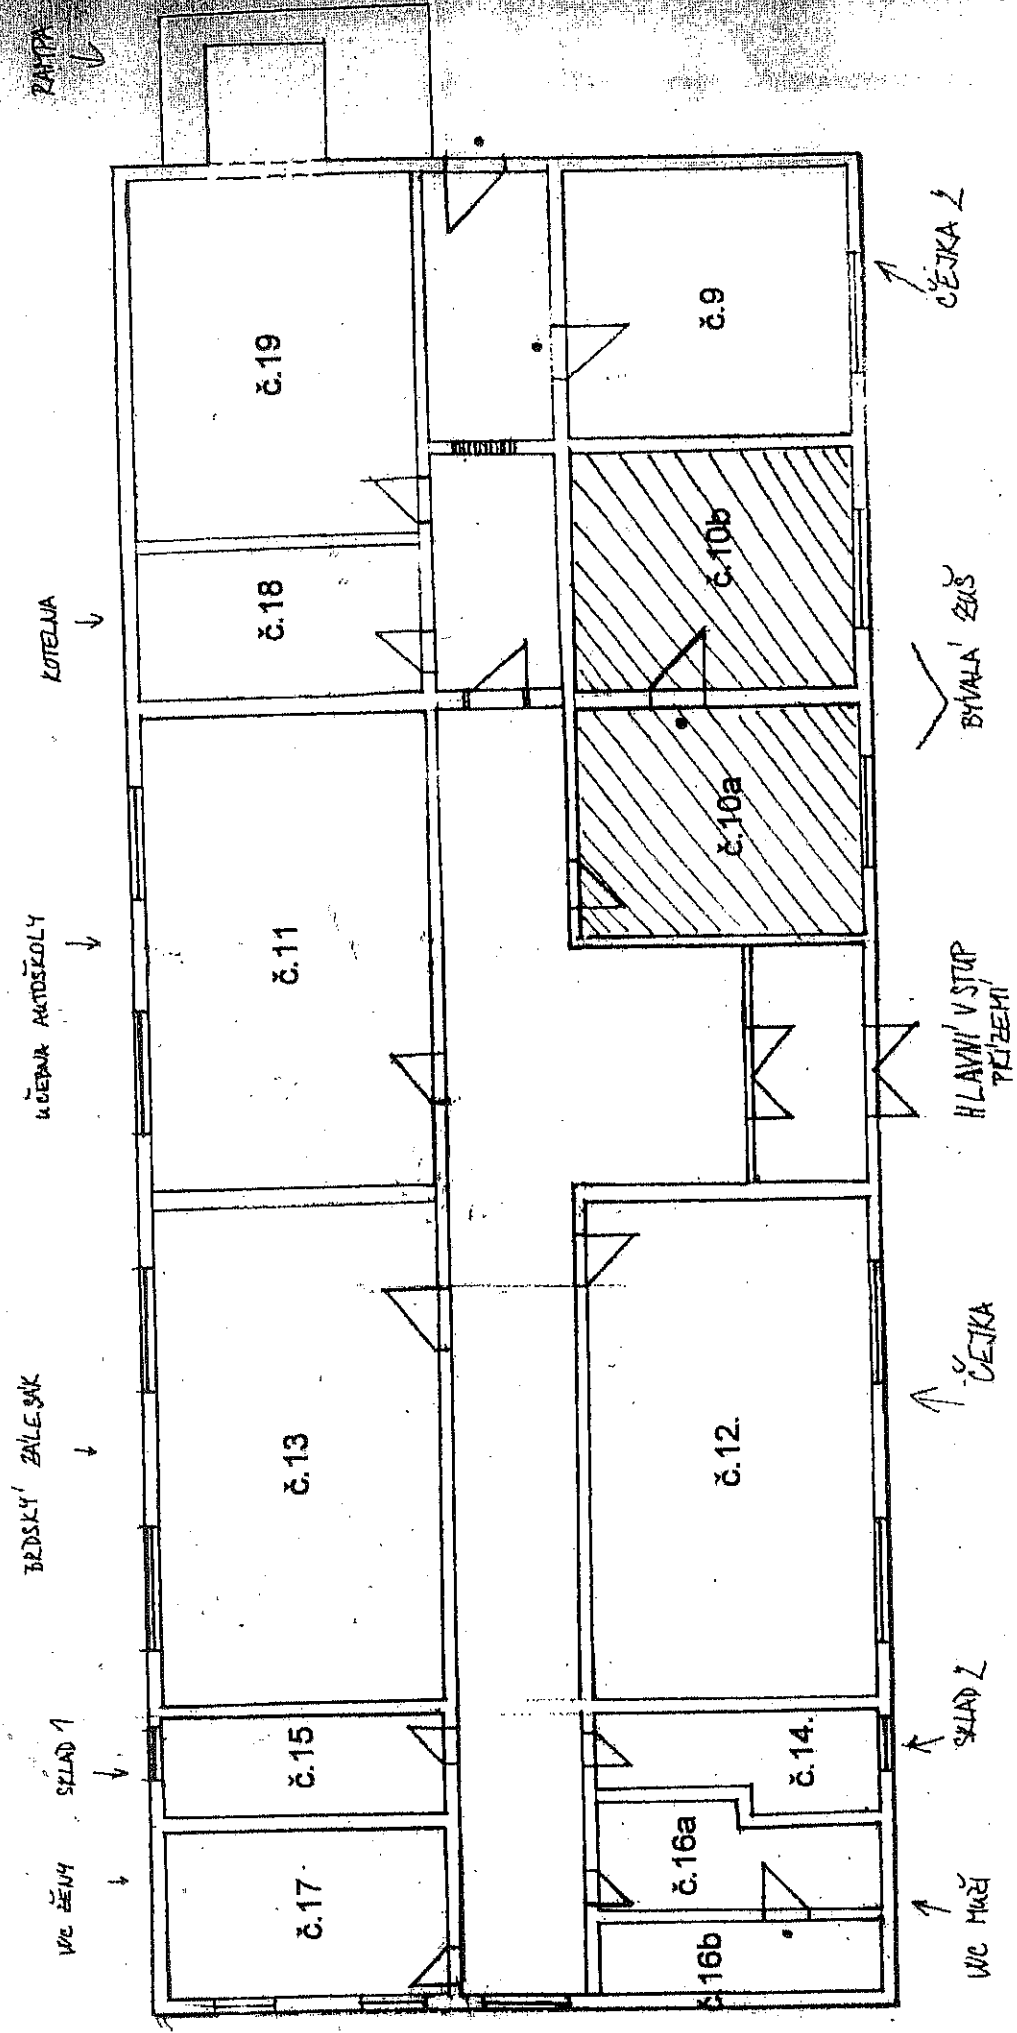 WC ŽENY
SKLAD 1
BRDSKÝ ZÁLESÁK
UČEBNA AUTOŠKOLY
KOTELNA
RAMPA
č.17
č.15
č.13
č.11
č.18
č.19
č.16b
č.16a
č.14.
č.12.
č.10a
č.10b
č.9
WC MUŽI
SKLAD 2
ČEJKA
HLAVNÍ VSTUP
PŘÍZEMÍ
BÝVALÁ ZUŠ
ČEJKA 2